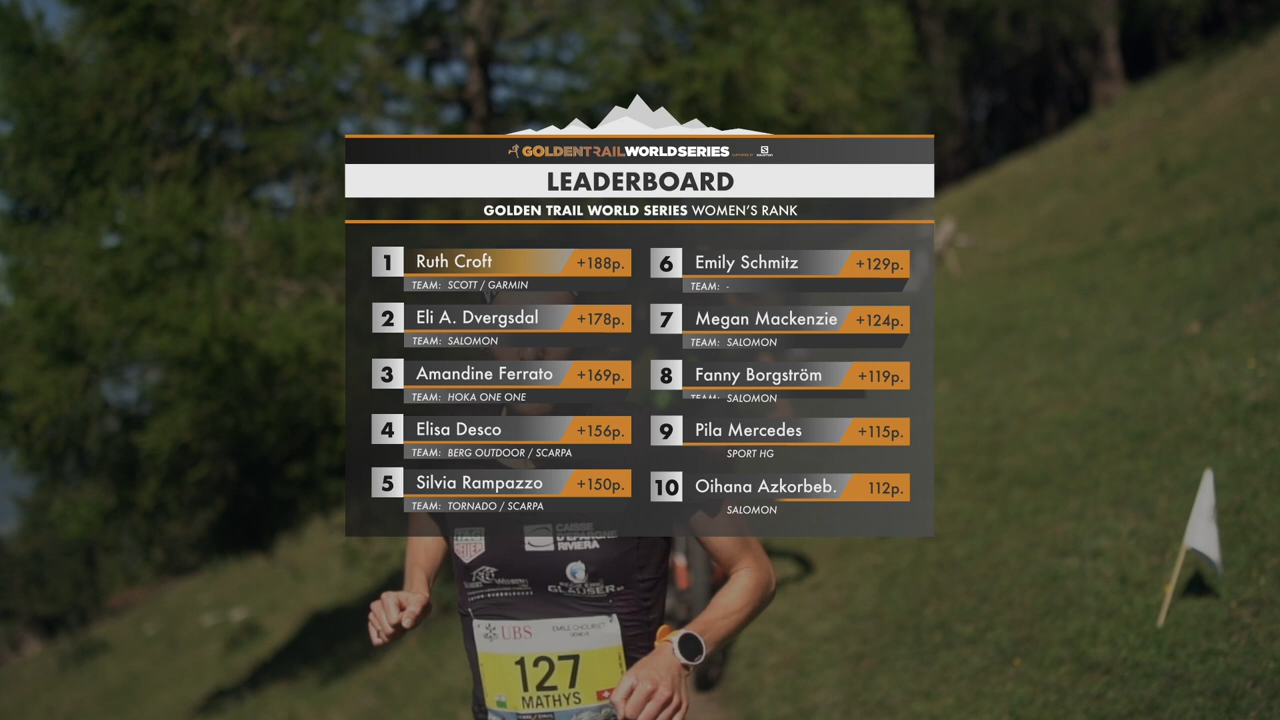 GOLDENTRAILWORLDSERIES
LEADERBOARD
GOLDEN TRAIL WORLD SERIES WOMEN'S RANK
1 Ruth Croft +188p.
TEAM: SCOTT / GARMIN
2 Eli A. Dvergsdal +178p.
TEAM: SALOMON
3 Amandine Ferrato +169p.
TEAM: HOKA ONE ONE
4 Elisa Desco +156p.
TEAM: BERG OUTDOOR / SCARPA
5 Silvia Rampazzo +150p.
TEAM: TORNADO / SCARPA
6 Emily Schmitz +129p.
TEAM: -
7 Megan Mackenzie +124p.
TEAM: SALOMON
8 Fanny Borgström +119p.
TEAM: SALOMON
9 Pila Mercedes +115p.
SPORT HG
10 Oihana Azkorbeb. 112p.
SALOMON
TAG
HEUER
CAISSE
D'EPARGNE
RIVIERA
GLAUSER
UBS
127
MATHYS